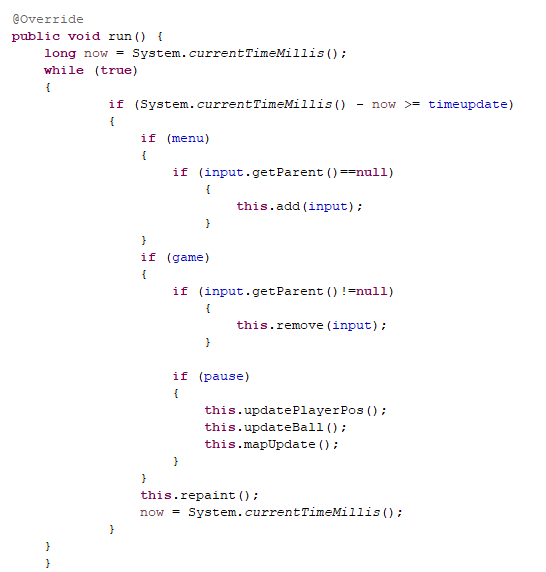 @Override
public void run() {
    long now = System.currentTimeMillis();
    while (true)
    {
            if (System.currentTimeMillis() - now >= timeupdate)
            {
                if (menu)
                {
                    if (input.getParent()==null)
                        {
                            this.add(input);
                        }
                }
                if (game)
                {
                    if (input.getParent()!=null)
                        {
                            this.remove(input);
                        }

                    if (pause)
                    {
                        this.updatePlayerPos();
                        this.updateBall();
                        this.mapUpdate();
                    }
                }
                this.repaint();
                now = System.currentTimeMillis();
            }
    }
    }